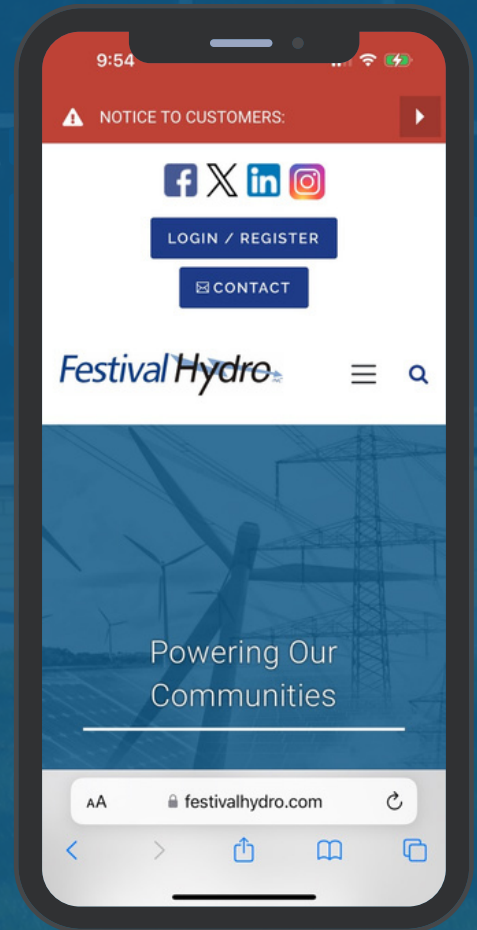 9:54
NOTICE TO CUSTOMERS:
LOGIN / REGISTER
CONTACT
Festival Hydro
Powering Our
Communities
AA festivalhydro.com